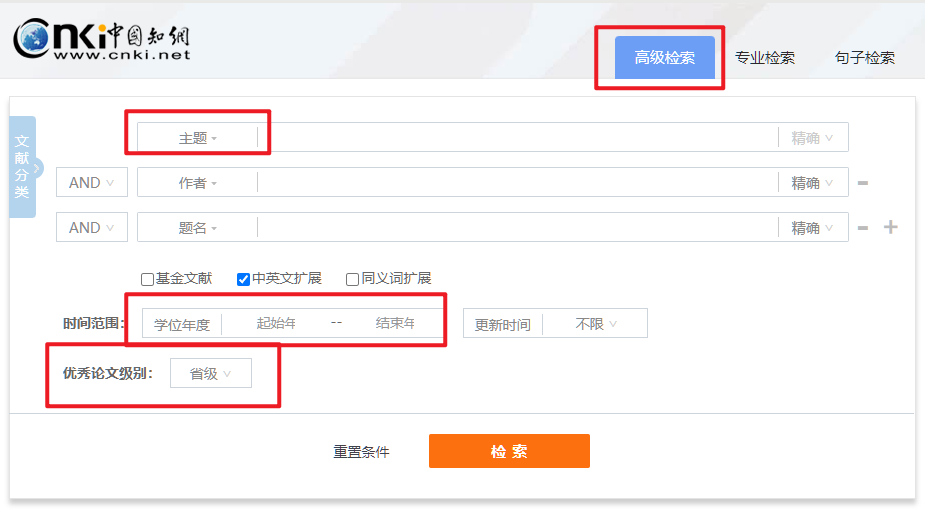 cnki中国知網
www.cnki.net
高级检索 专业检索 句子检索
文献分类
主题 精确
AND 作者 精确
AND 题名 精确
基金文献 中英文扩展 同义词扩展
时间范围: 学位年度 起始年 -- 结束年 更新时间 不限
优秀论文级别: 省级
重置条件 检索